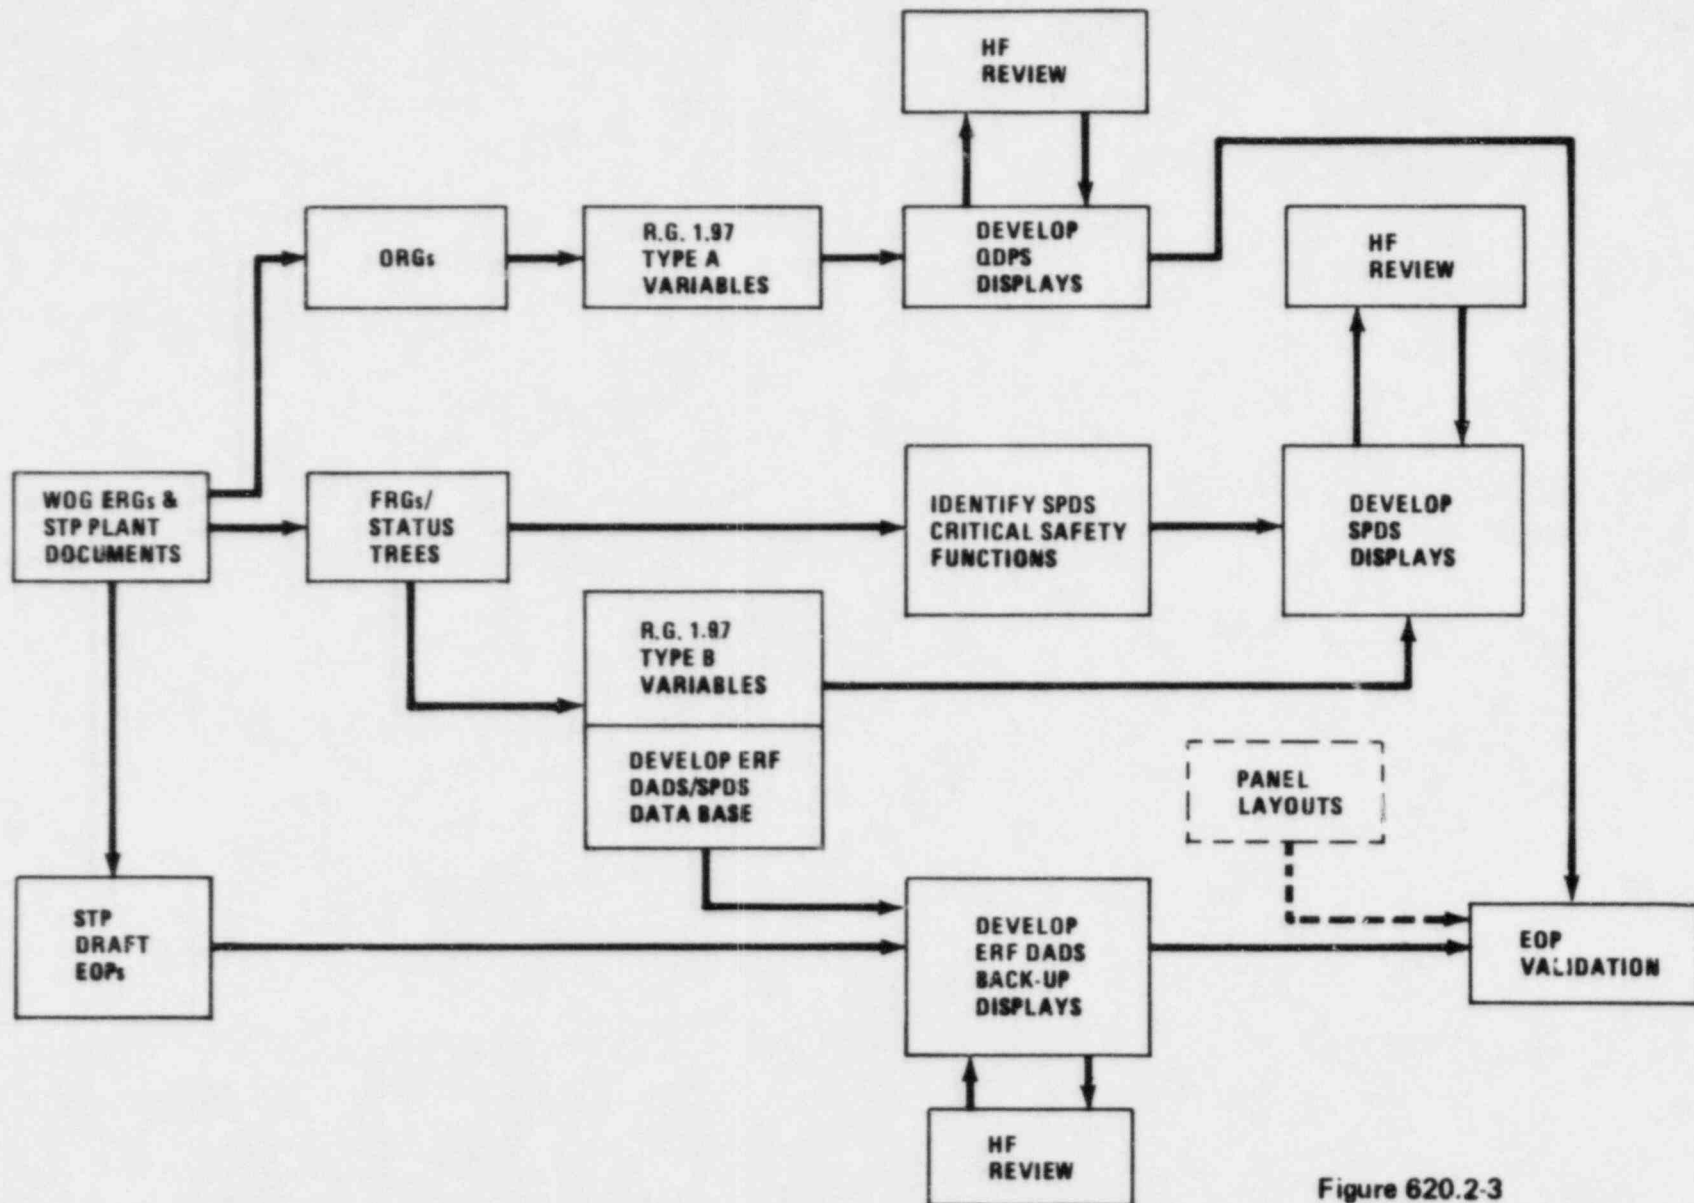 HF
REVIEW
ORGs
R.G. 1.97
TYPE A
VARIABLES
DEVELOP
QDPS
DISPLAYS
HF
REVIEW
WOG ERGs &
STP PLANT
DOCUMENTS
FRGs/
STATUS
TREES
IDENTIFY SPDS
CRITICAL SAFETY
FUNCTIONS
DEVELOP
SPDS
DISPLAYS
R.G. 1.97
TYPE B
VARIABLES
DEVELOP ERF
DADS/SPDS
DATA BASE
PANEL
LAYOUTS
STP
DRAFT
EOPs
DEVELOP
ERF DADS
BACK-UP
DISPLAYS
EOP
VALIDATION
HF
REVIEW
Figure 620.2-3